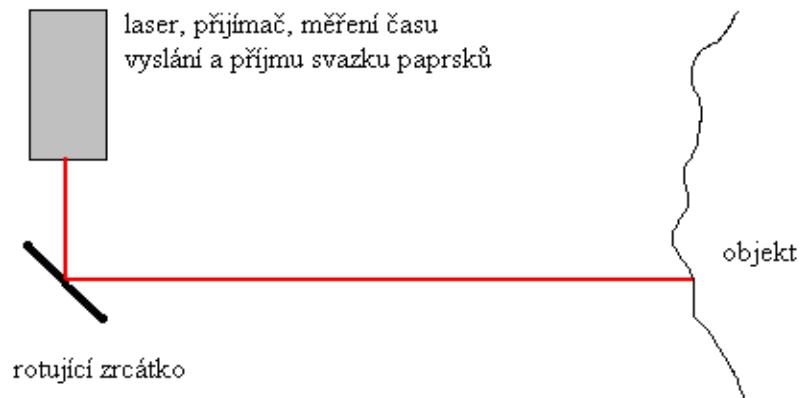 laser, přijímač, měření času
vyslání a příjmu svazku paprsků
objekt
rotující zrcátko